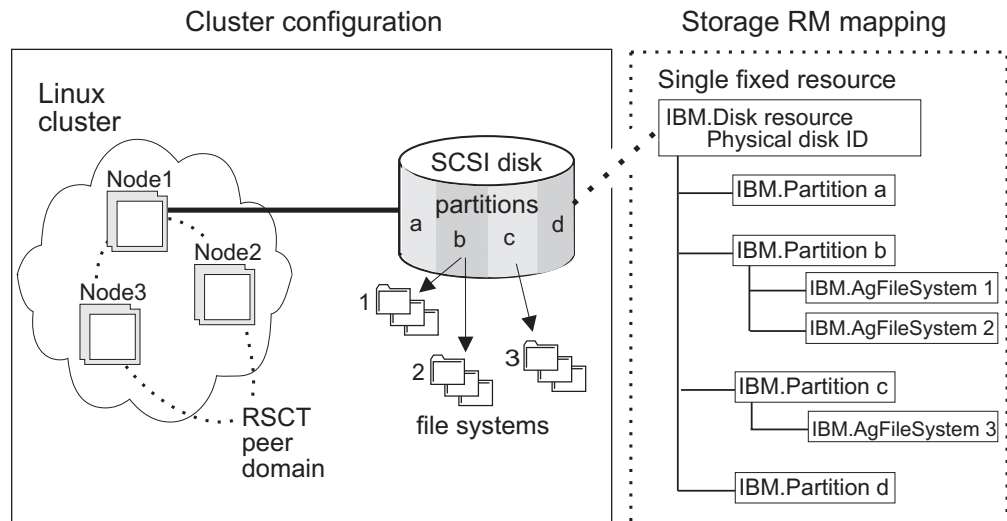 Cluster configuration
Linux
cluster
Node1
Node2
Node3
RSCT
peer
domain
SCSI disk
partitions
a
b
c
d
1
2
3
file systems
Storage RM mapping
Single fixed resource
IBM.Disk resource
Physical disk ID
IBM.Partition a
IBM.Partition b
IBM.AgFileSystem 1
IBM.AgFileSystem 2
IBM.Partition c
IBM.AgFileSystem 3
IBM.Partition d